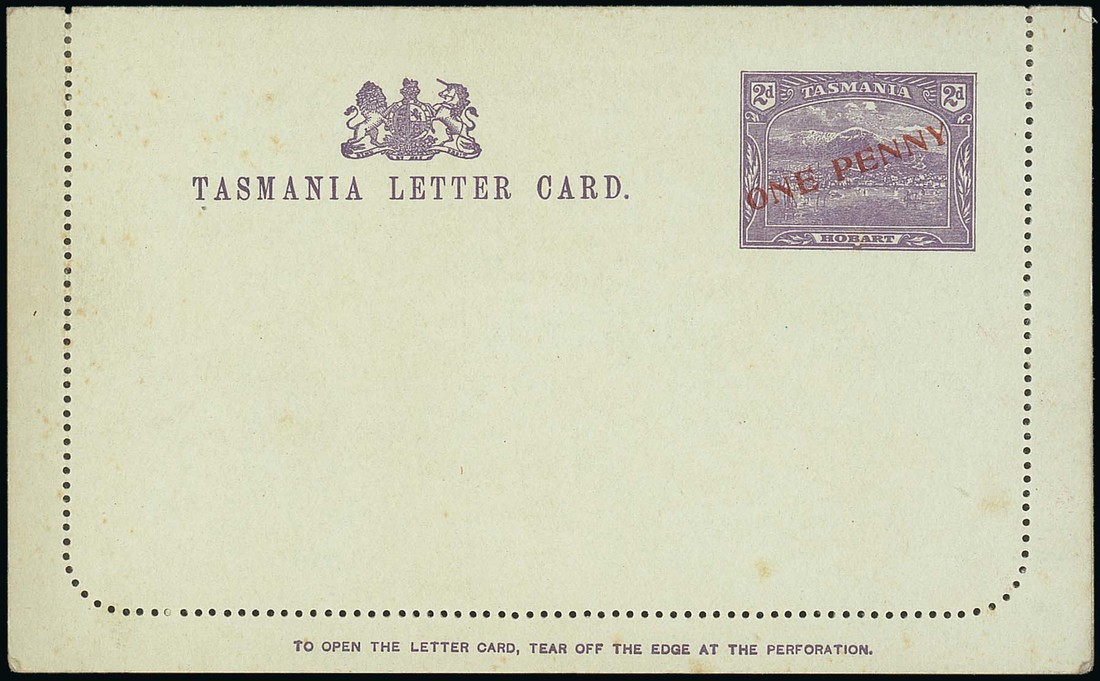 TASMANIA LETTER CARD.
2d TASMANIA 2d
ONE PENNY
HOBART
TO OPEN THE LETTER CARD, TEAR OFF THE EDGE AT THE PERFORATION.